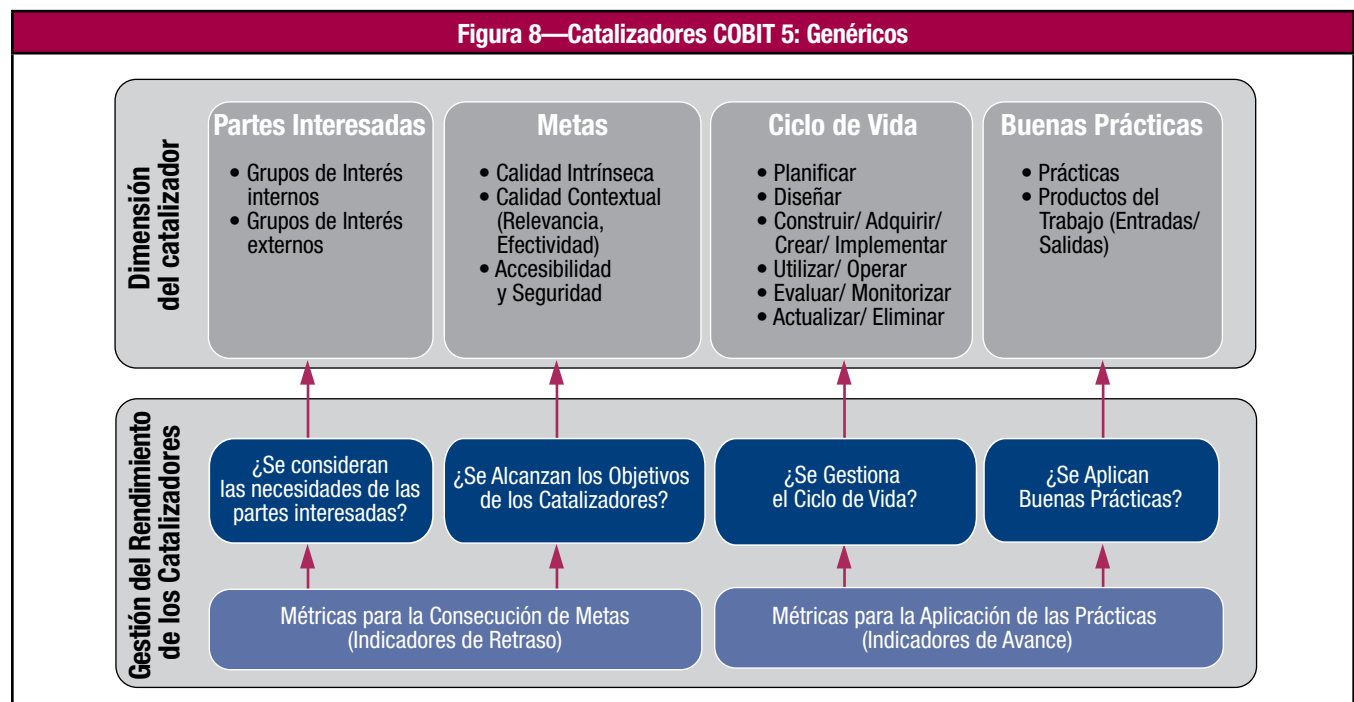 Figura 8—Catalizadores COBIT 5: Genéricos
Dimensión
del catalizador
Partes Interesadas
• Grupos de Interés
internos
• Grupos de Interés
externos
Metas
• Calidad Intrínseca
• Calidad Contextual
(Relevancia,
Efectividad)
• Accesibilidad
y Seguridad
Ciclo de Vida
• Planificar
• Diseñar
• Construir/ Adquirir/
Crear/ Implementar
• Utilizar/ Operar
• Evaluar/ Monitorizar
• Actualizar/ Eliminar
Buenas Prácticas
• Prácticas
• Productos del
Trabajo (Entradas/
Salidas)
Gestión del Rendimiento
de los Catalizadores
¿Se consideran
las necesidades de las
partes interesadas?
¿Se Alcanzan los Objetivos
de los Catalizadores?
¿Se Gestiona
el Ciclo de Vida?
¿Se Aplican
Buenas Prácticas?
Métricas para la Consecución de Metas
(Indicadores de Retraso)
Métricas para la Aplicación de las Prácticas
(Indicadores de Avance)